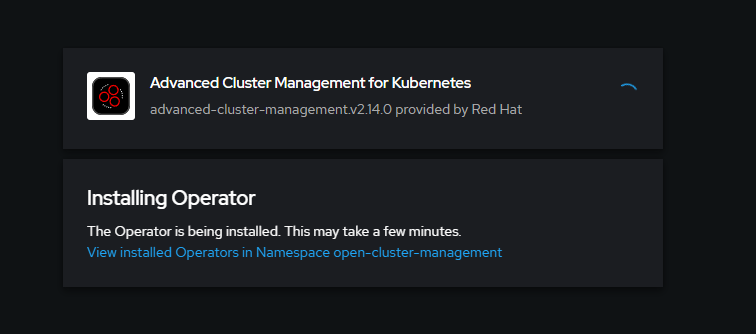 Advanced Cluster Management for Kubernetes
advanced-cluster-management.v2.14.0 provided by Red Hat
Installing Operator
The Operator is being installed. This may take a few minutes.
View installed Operators in Namespace open-cluster-management